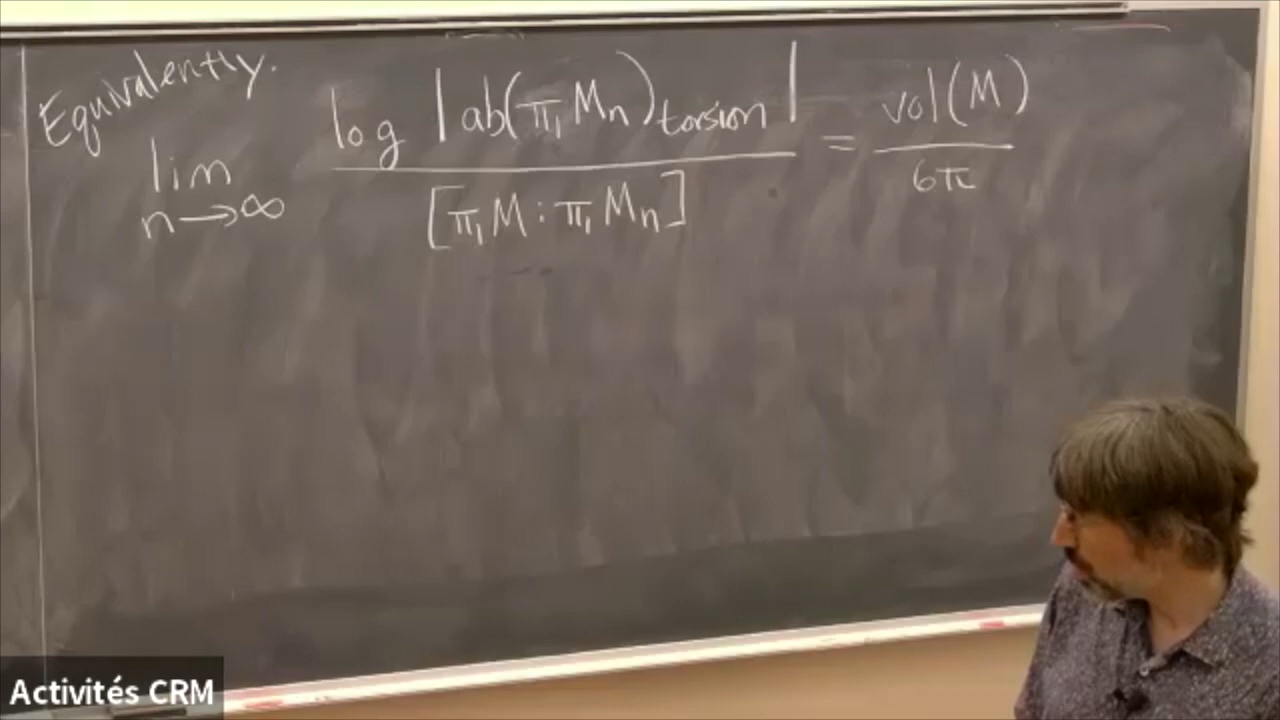 Equivalently.
lim n→∞ log |ab(π₁Mₙ)torsion| / [π₁M : π₁Mₙ] = vol(M) / 6π
Activités CRM